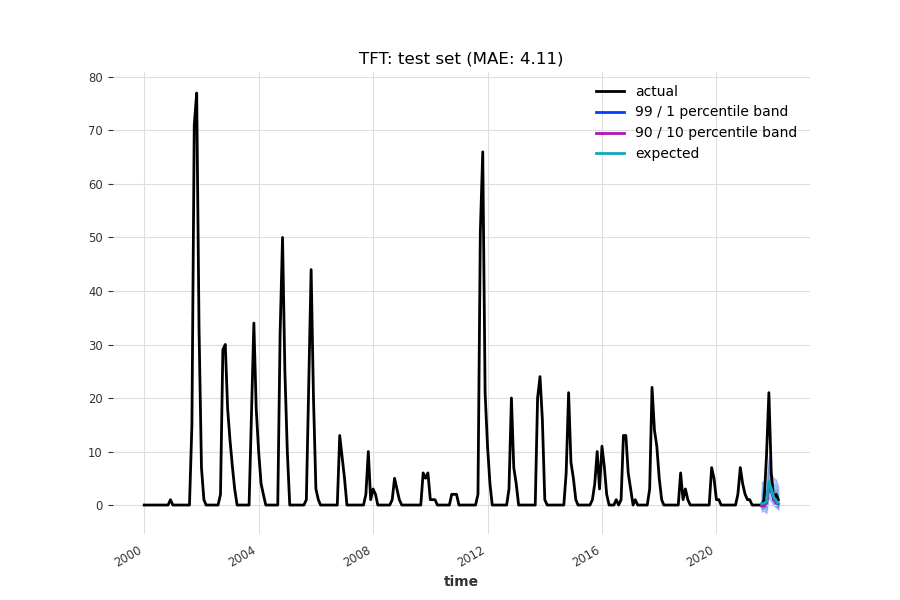 TFT: test set (MAE: 4.11)
80
70
60
50
40
30
20
10
0
actual
99 / 1 percentile band
90 / 10 percentile band
expected
2000
2004
2008
2012
2016
2020
time